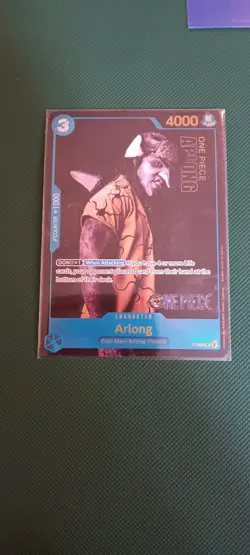 3
4000
ONE PIECE
ARLONG
COUNTER +1000
DON!!×1 When Attacking If you have 4 or more Life
cards, your opponent places 1 card from their hand at the
bottom of their deck.
ONE PIECE
CHARACTER
Arlong
Fish-Man/Arlong Pirates